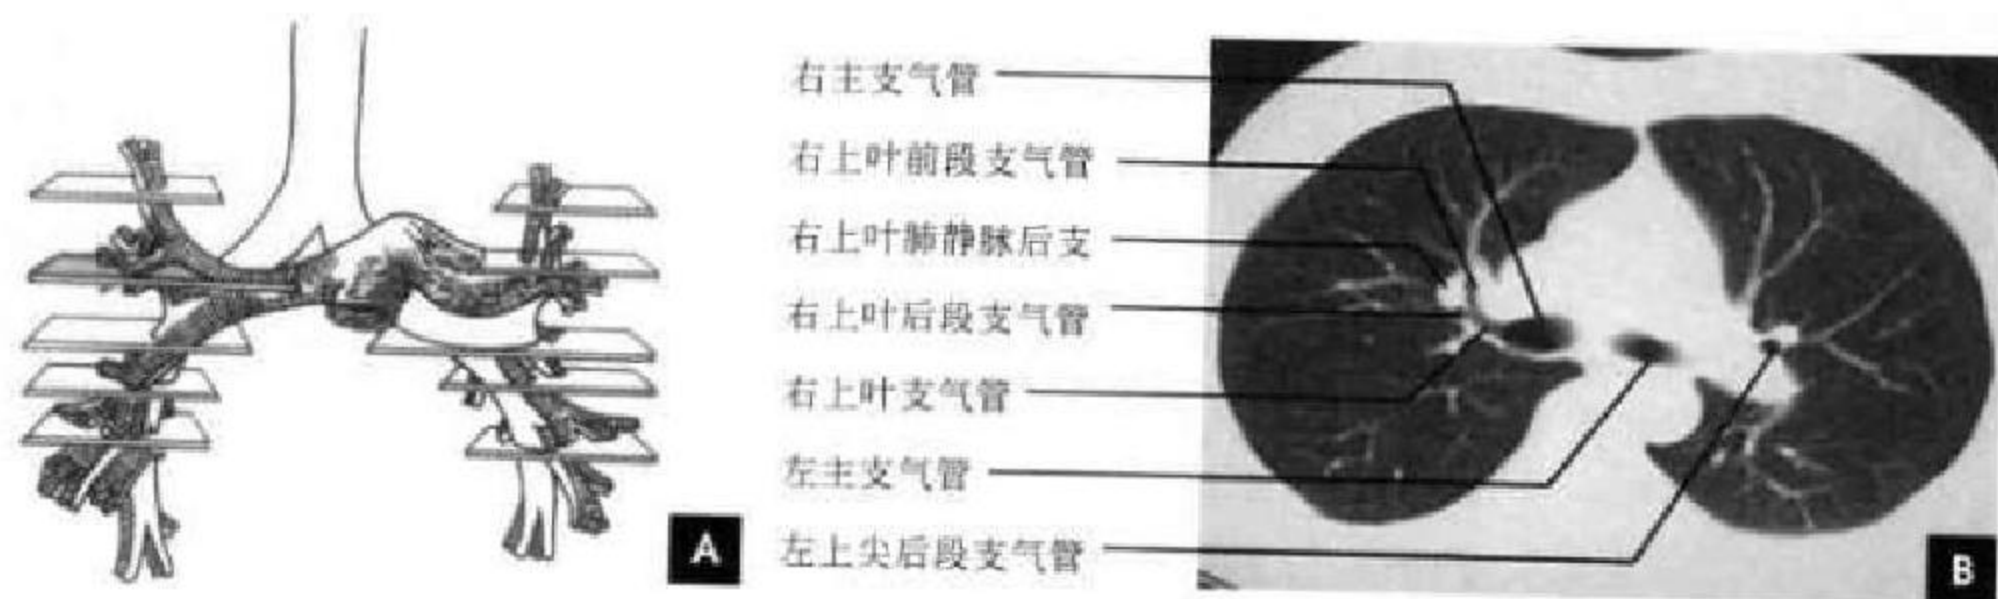 右主支气管
右上叶前段支气管
右上叶肺静脉后支
右上叶后段支气管
右上叶支气管
左主支气管
左上尖后段支气管
A
B